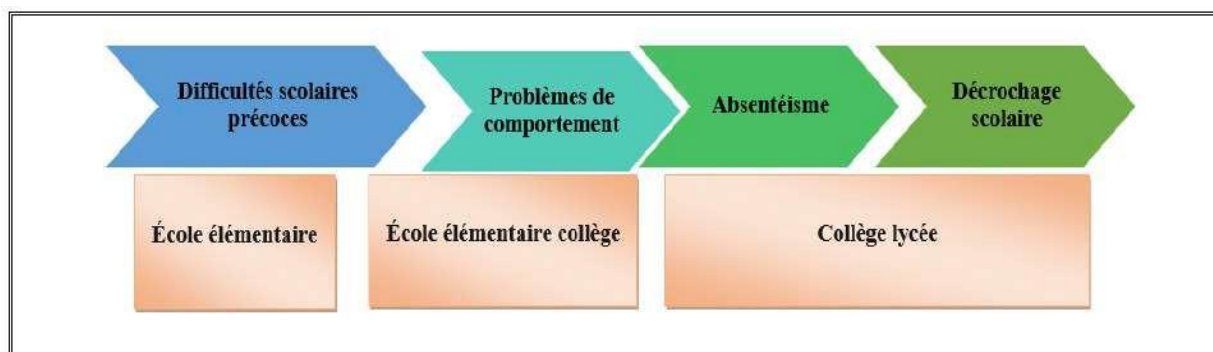 Difficultés scolaires
précoces
Problèmes de
comportement
Absentéisme
Décrochage
scolaire
École élémentaire
École élémentaire collège
Collège lycée